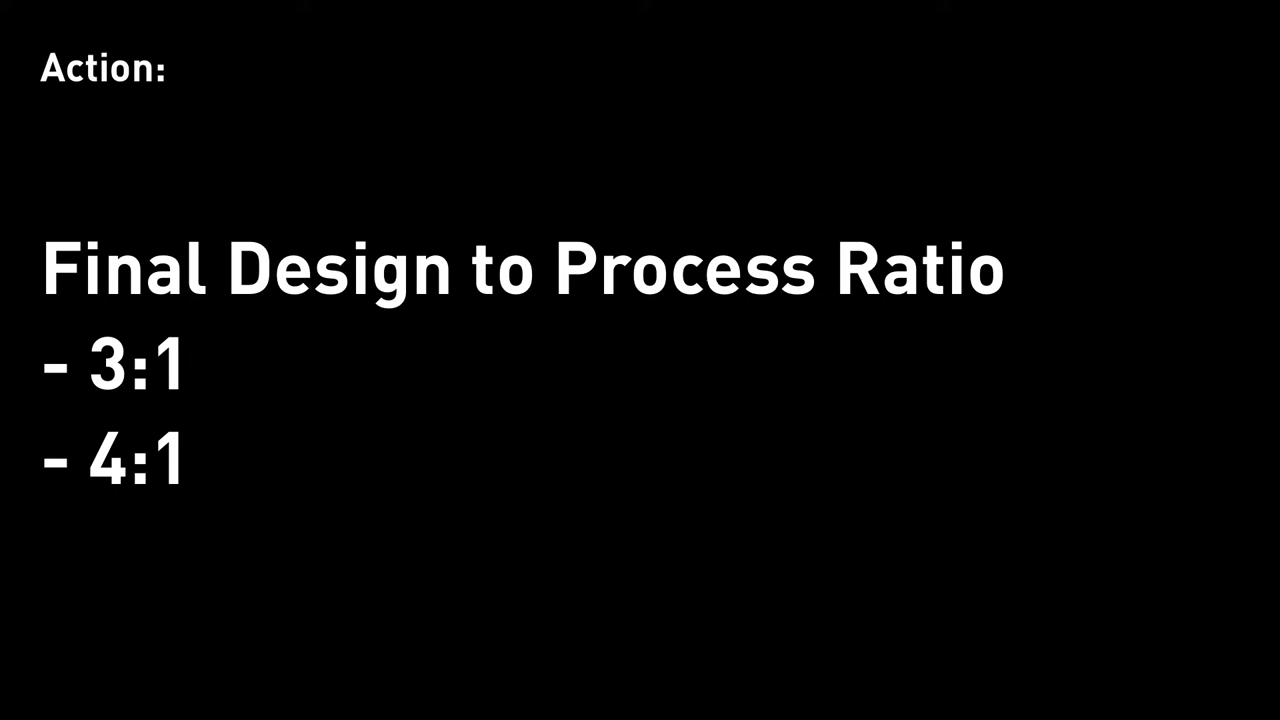 Action:
Final Design to Process Ratio
- 3:1
- 4:1